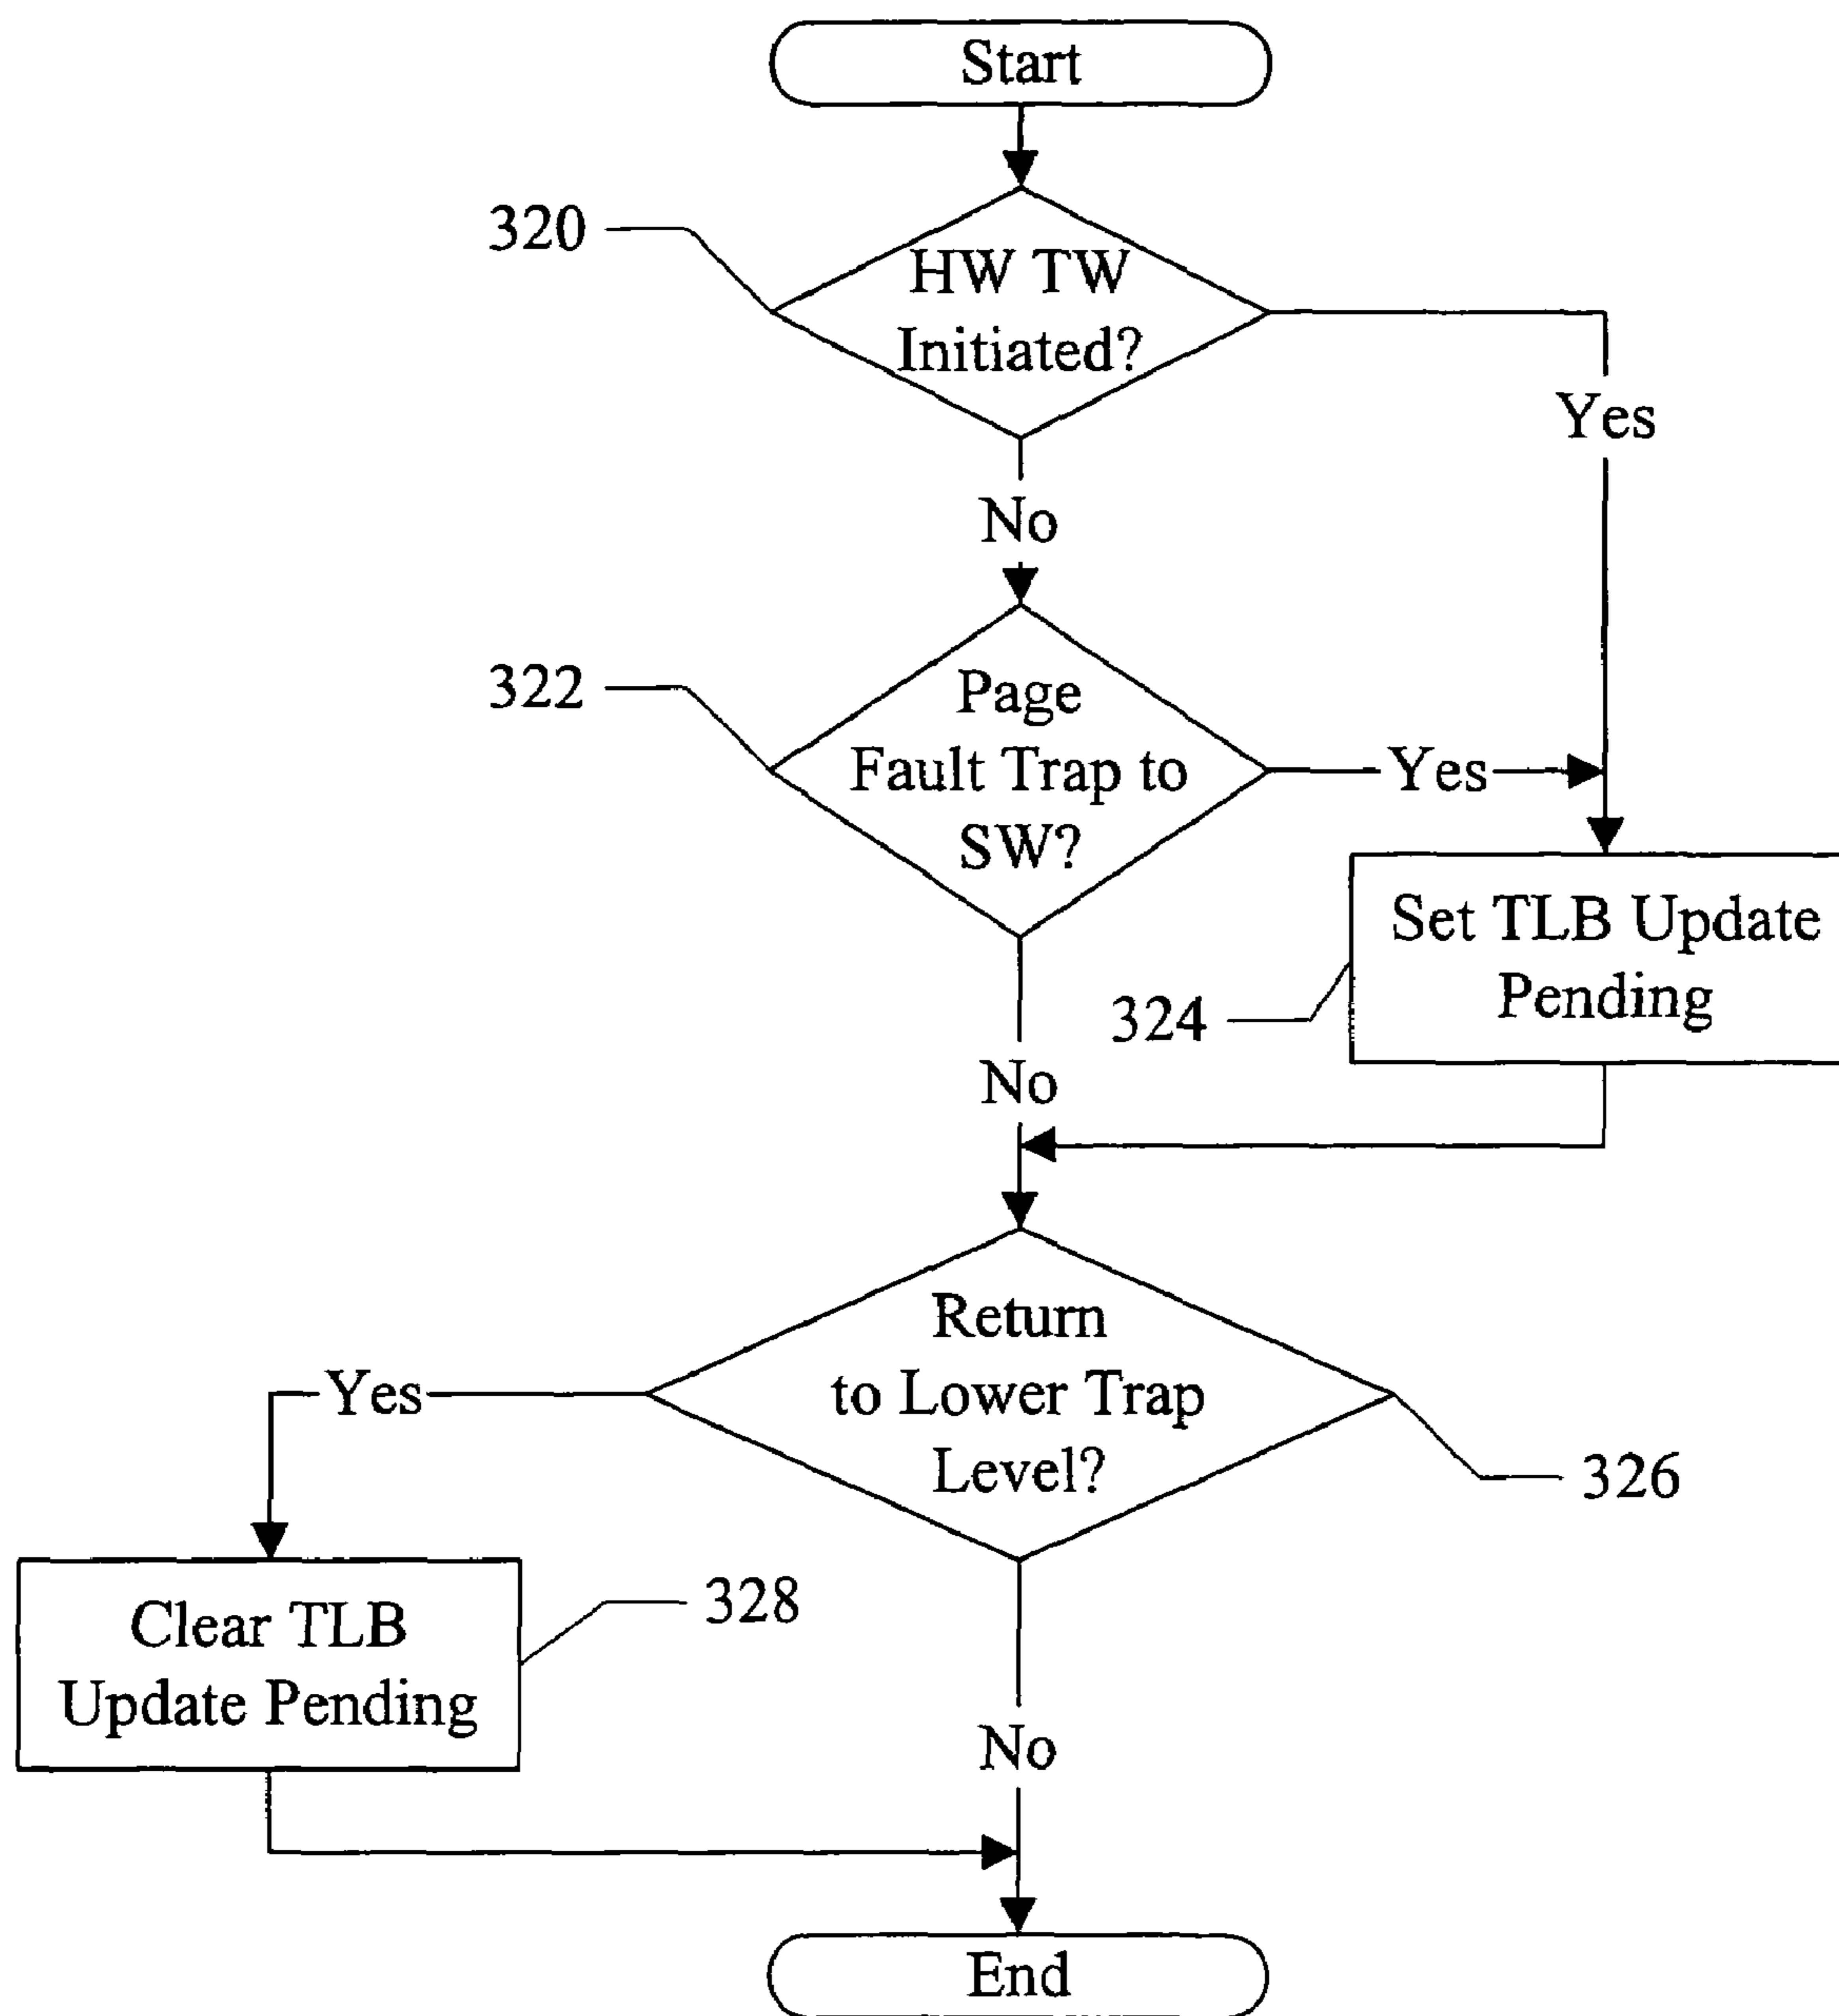 Start
320
HW TW
Initiated?
Yes
No
322
Page
Fault Trap to
SW?
Yes
Set TLB Update
Pending
324
No
Return
to Lower Trap
Level?
Yes
326
Clear TLB
Update Pending
328
No
End